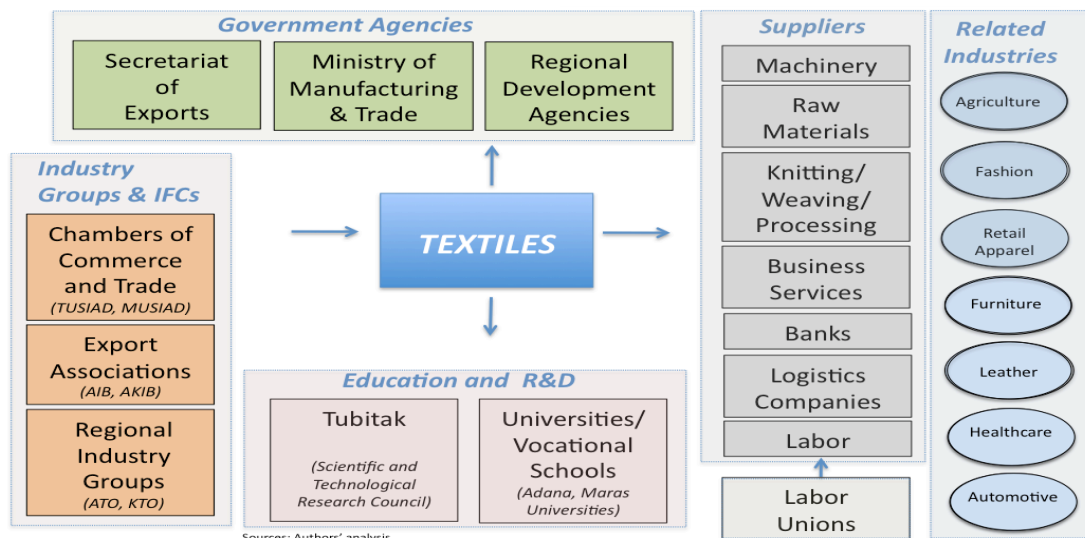 Government Agencies
Secretariat
of
Exports
Ministry of
Manufacturing
& Trade
Regional
Development
Agencies
Industry
Groups & IFCs
Chambers of
Commerce
and Trade
(TUSIAD, MUSIAD)
Export
Associations
(AIB, AKIB)
Regional
Industry
Groups
(ATO, KTO)
TEXTILES
Education and R&D
Tubitak
(Scientific and
Technological
Research Council)
Universities/
Vocational
Schools
(Adana, Maras
Universities)
Suppliers
Machinery
Raw
Materials
Knitting/
Weaving/
Processing
Business
Services
Banks
Logistics
Companies
Labor
Labor
Unions
Related
Industries
Agriculture
Fashion
Retail
Apparel
Furniture
Leather
Healthcare
Automotive
Sources: Authors' analysis